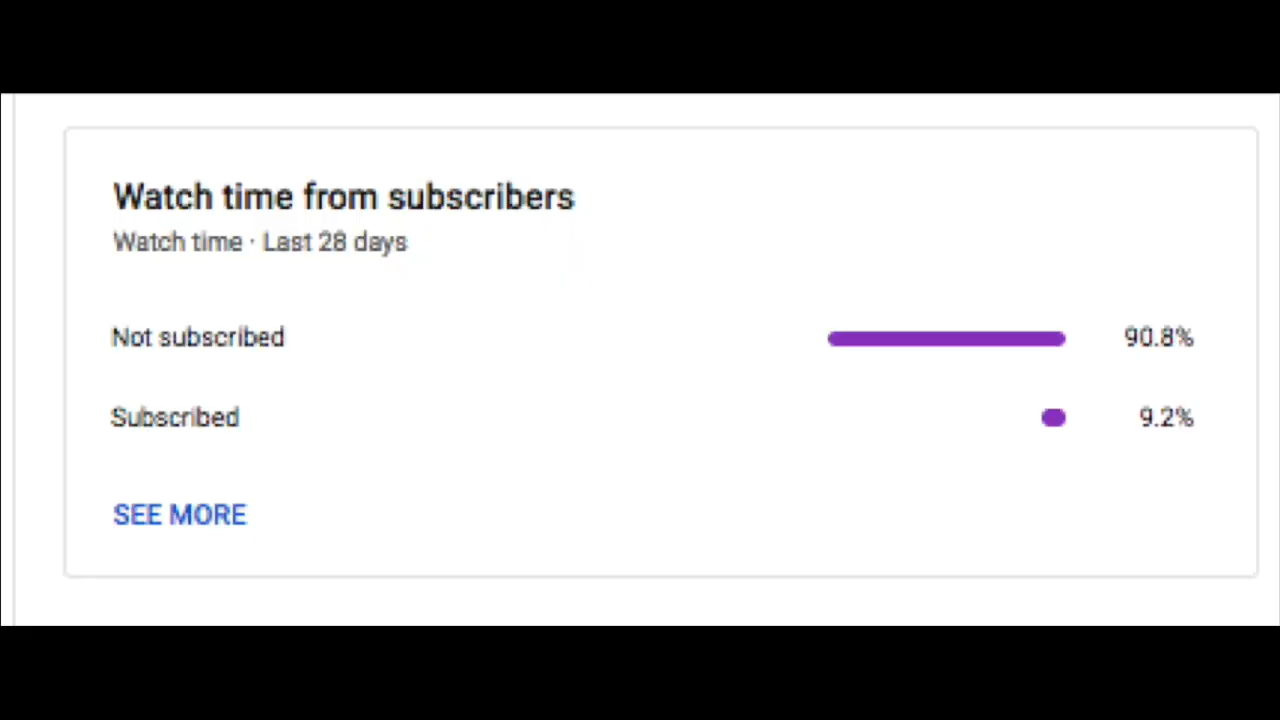 Watch time from subscribers
Watch time · Last 28 days
Not subscribed 90.8%
Subscribed 9.2%
SEE MORE